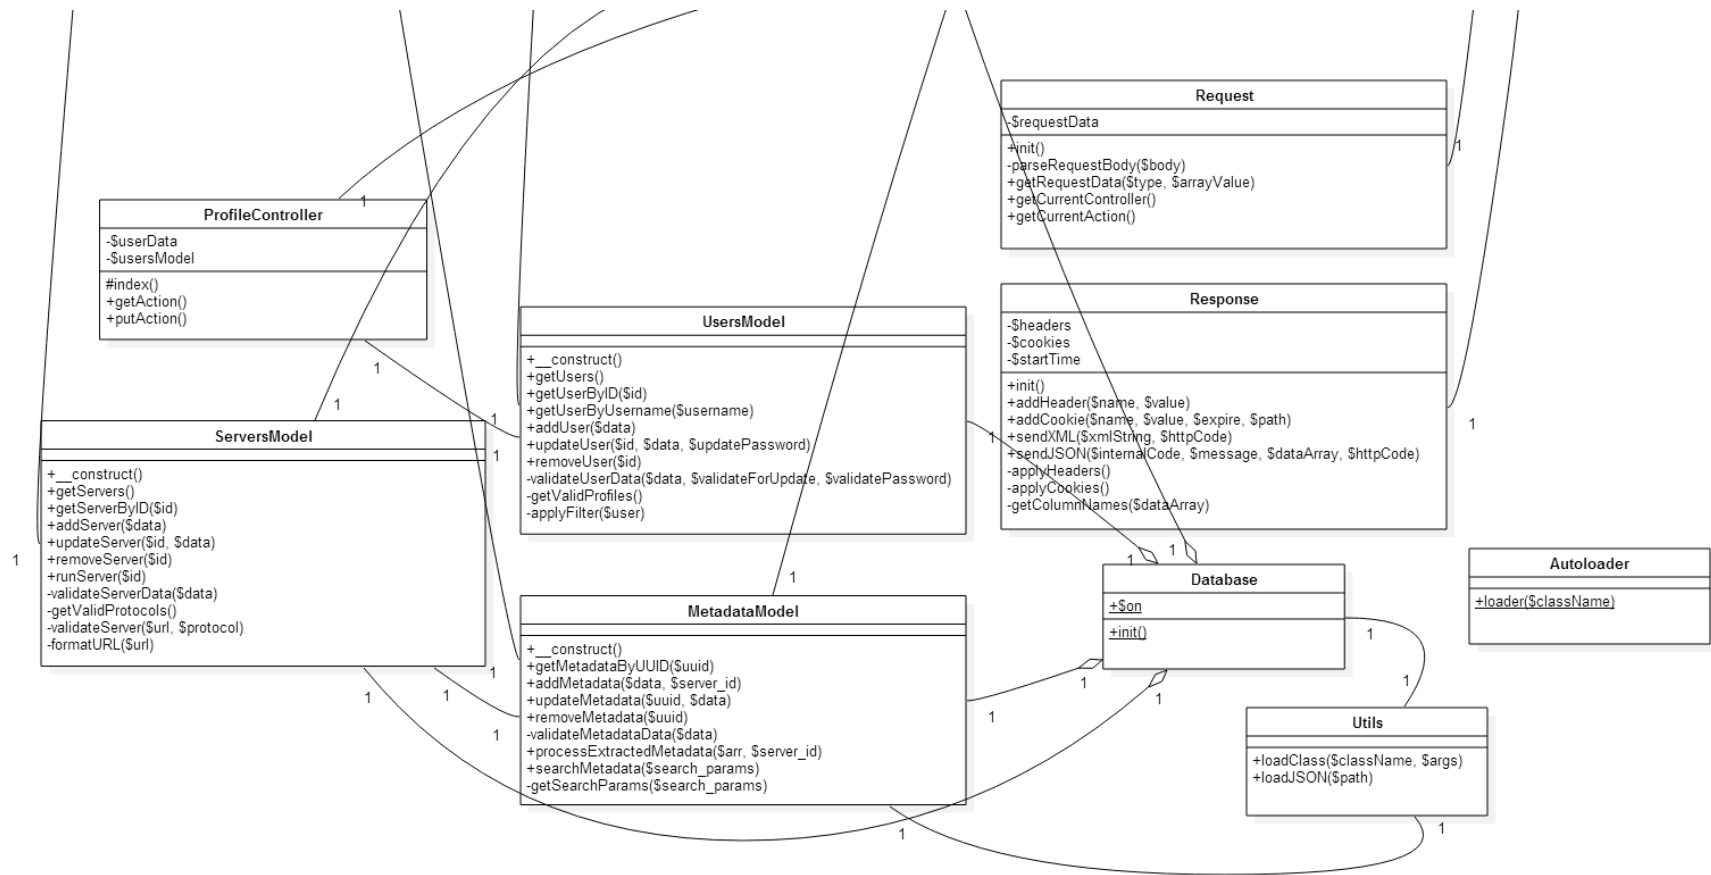 Request
-$requestData
+init()
-parseRequestBody($body)
+getRequestData($type, $arrayValue)
+getCurrentController()
+getCurrentAction()
1
1
ProfileController
-$userData
-$usersModel
#index()
+getAction()
+putAction()
1
Response
-$headers
-$cookies
-$startTime
+init()
+addHeader($name, $value)
+addCookie($name, $value, $expire, $path)
+sendXML($xmlString, $httpCode)
+sendJSON($internalCode, $message, $dataArray, $httpCode)
-applyHeaders()
-applyCookies()
-getColumnNames($dataArray)
1
UsersModel
+__construct()
+getUsers()
+getUserByID($id)
+getUserByUsername($username)
+addUser($data)
+updateUser($id, $data, $updatePassword)
+removeUser($id)
-validateUserData($data, $validateForUpdate, $validatePassword)
-getValidProfiles()
-applyFilter($user)
1
1
1
1
ServersModel
+__construct()
+getServers()
+getServerByID($id)
+addServer($data)
+updateServer($id, $data)
+removeServer($id)
+runServer($id)
-validateServerData($data)
-getValidProtocols()
-validateServer($url, $protocol)
-formatURL($url)
1
1
1
1
1
MetadataModel
+__construct()
+getMetadataByUUID($uuid)
+addMetadata($data, $server_id)
+updateMetadata($uuid, $data)
+removeMetadata($uuid)
-validateMetadataData($data)
+processExtractedMetadata($arr, $server_id)
+searchMetadata($search_params)
-getSearchParams($search_params)
1
1
1
1
1
Database
+$on
+init()
1
1
1
1
1
1
Autoloader
+loader($className)
Utils
+loadClass($className, $args)
+loadJSON($path)
1
1